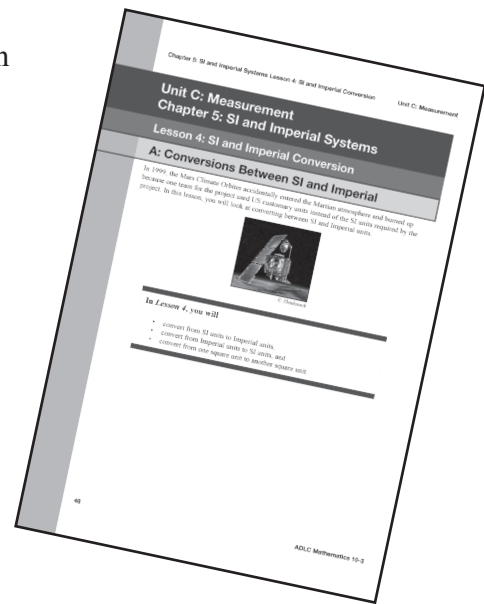 n
Chapter 5: SI and Imperial Systems Lesson 4: SI and Imperial Conversion
Unit C: Measurement
Unit C: Measurement
Chapter 5: SI and Imperial Systems
Lesson 4: SI and Imperial Conversion
A: Conversions Between SI and Imperial
In 1999, the Mars Climate Orbiter accidentally entered the Martian atmosphere and burned up
because one team for the project used US customary units instead of the SI units required by the
project. In this lesson, you will look at converting between SI and Imperial units.
© Thinkstock
In Lesson 4, you will
• convert from SI units to Imperial units,
• convert from Imperial units to SI units, and
• convert from one square unit to another square unit
46
ADLC Mathematics 10-3